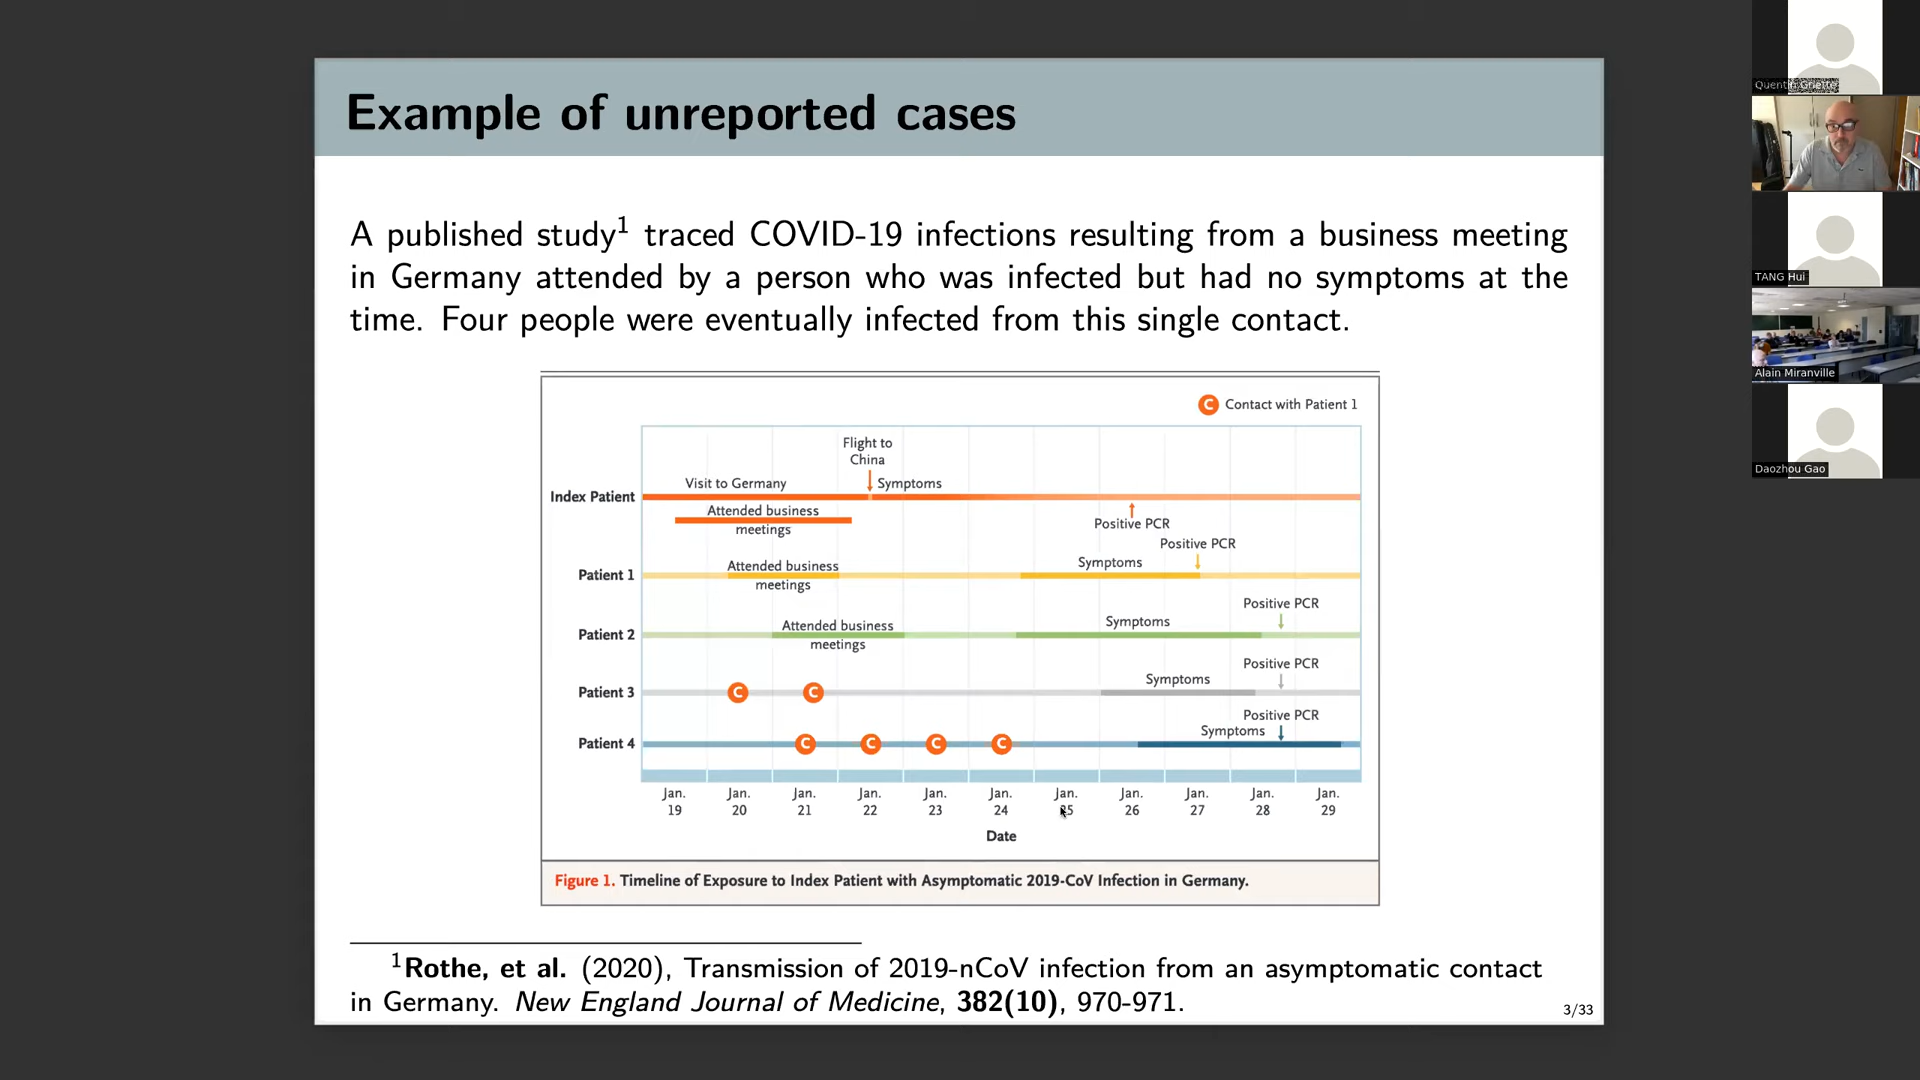 Example of unreported cases
A published study1 traced COVID-19 infections resulting from a business meeting
in Germany attended by a person who was infected but had no symptoms at the
time. Four people were eventually infected from this single contact.
C Contact with Patient 1
Flight to
China
Visit to Germany
Symptoms
Index Patient
Attended business
meetings
Positive PCR
Positive PCR
Patient 1
Attended business
meetings
Symptoms
Positive PCR
Patient 2
Attended business
meetings
Symptoms
Positive PCR
Patient 3
C C
Symptoms
Positive PCR
Patient 4
C C C C
Symptoms
Jan. Jan. Jan. Jan. Jan. Jan. Jan. Jan. Jan. Jan. Jan.
19 20 21 22 23 24 25 26 27 28 29
Date
Figure 1. Timeline of Exposure to Index Patient with Asymptomatic 2019-CoV Infection in Germany.
1Rothe, et al. (2020), Transmission of 2019-nCoV infection from an asymptomatic contact
in Germany. New England Journal of Medicine, 382(10), 970-971.
3/33
TANG Hui
Alain Miranville
Daozhou Gao